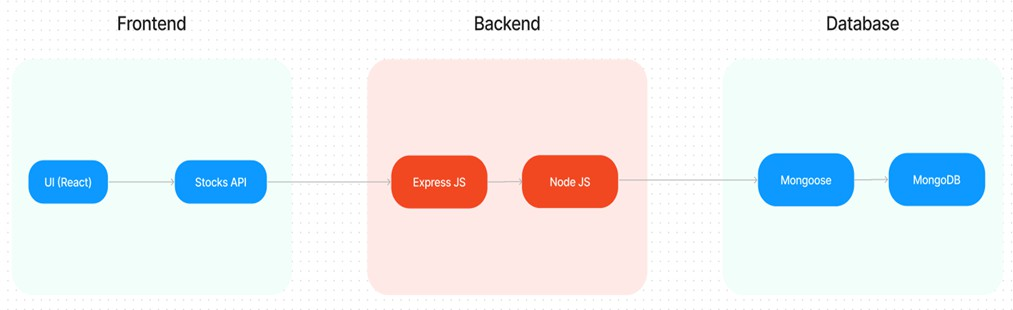 Frontend
Backend
Database
UI (React)
Stocks API
Express JS
Node JS
Mongoose
MongoDB